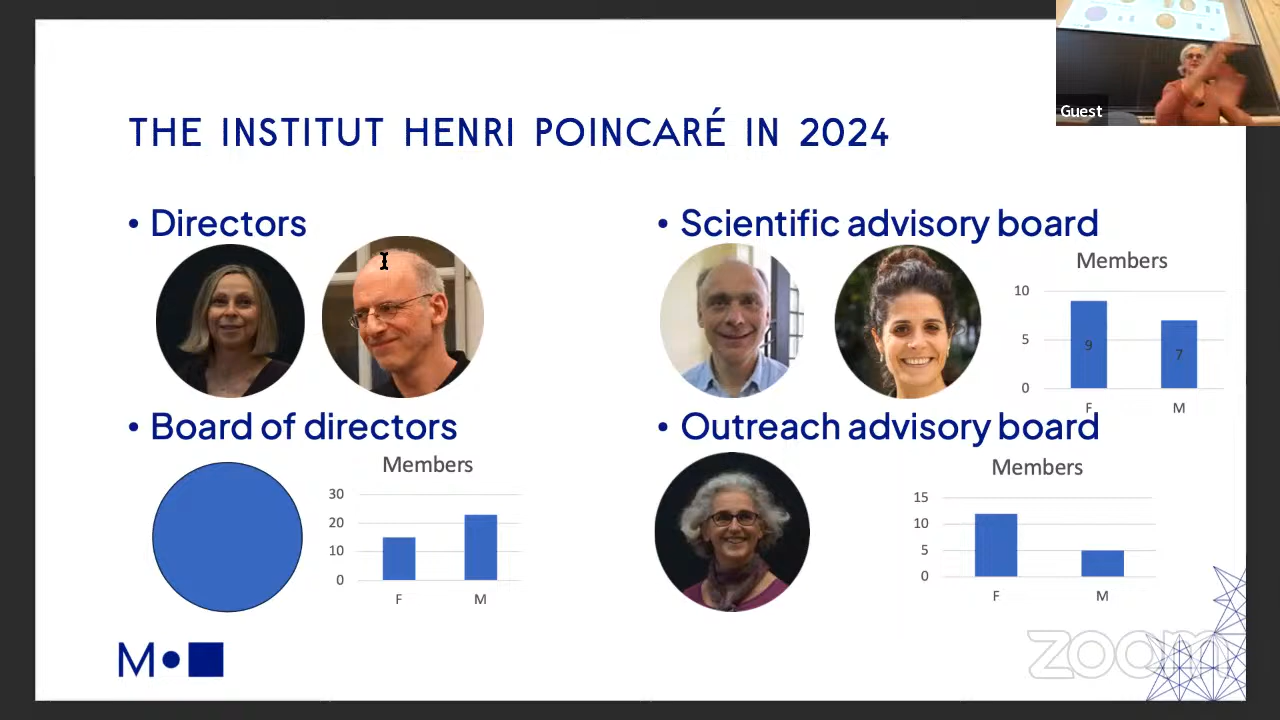 Guest
THE INSTITUT HENRI POINCARÉ IN 2024
• Directors
• Scientific advisory board
Members
10
5
0
9
7
F
M
• Board of directors
Members
30
20
10
0
F
M
• Outreach advisory board
Members
15
10
5
0
F
M
M
zoom